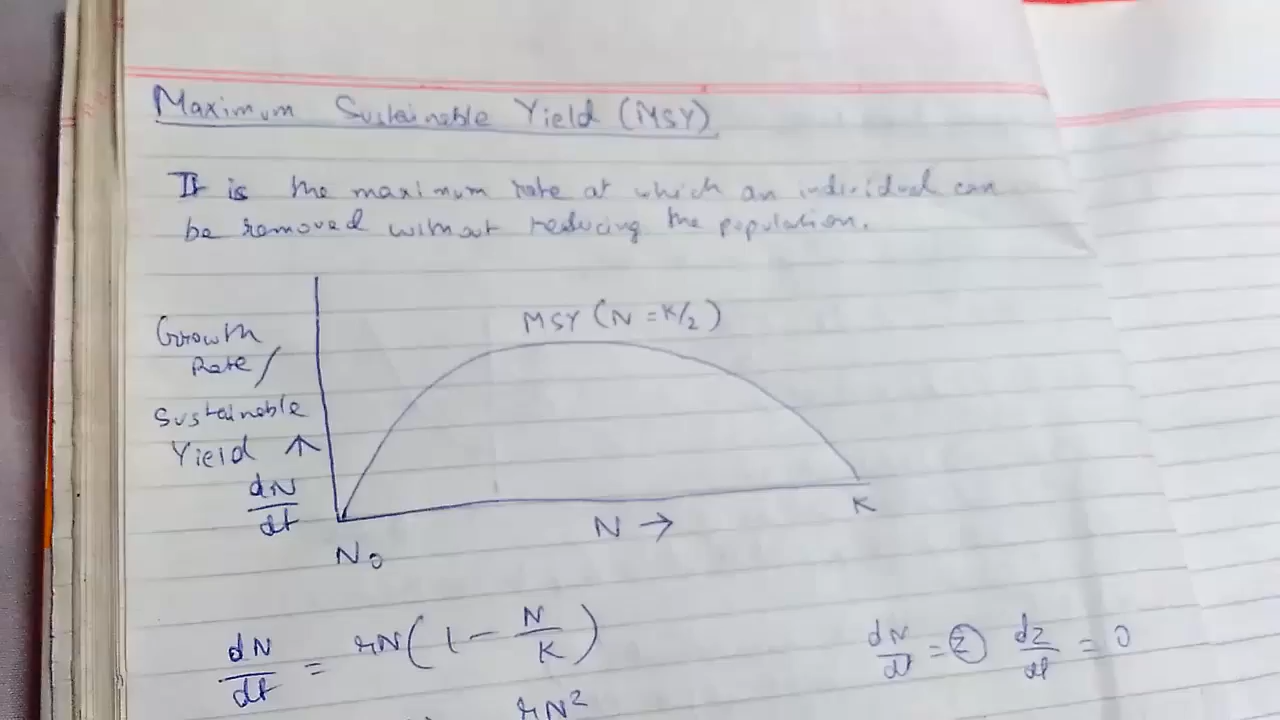 Maximum Sustainable Yield (MSY)
It is the maximum rate at which an individual can
be removed without reducing the population.
MSY (N = K/2)
Growth
Rate /
Sustainable
Yield ↑
dN/dt
N →
K
N₀
dN/dt = rN(1 - N/K)
dN/dt = Z dz/dt = 0
rN²